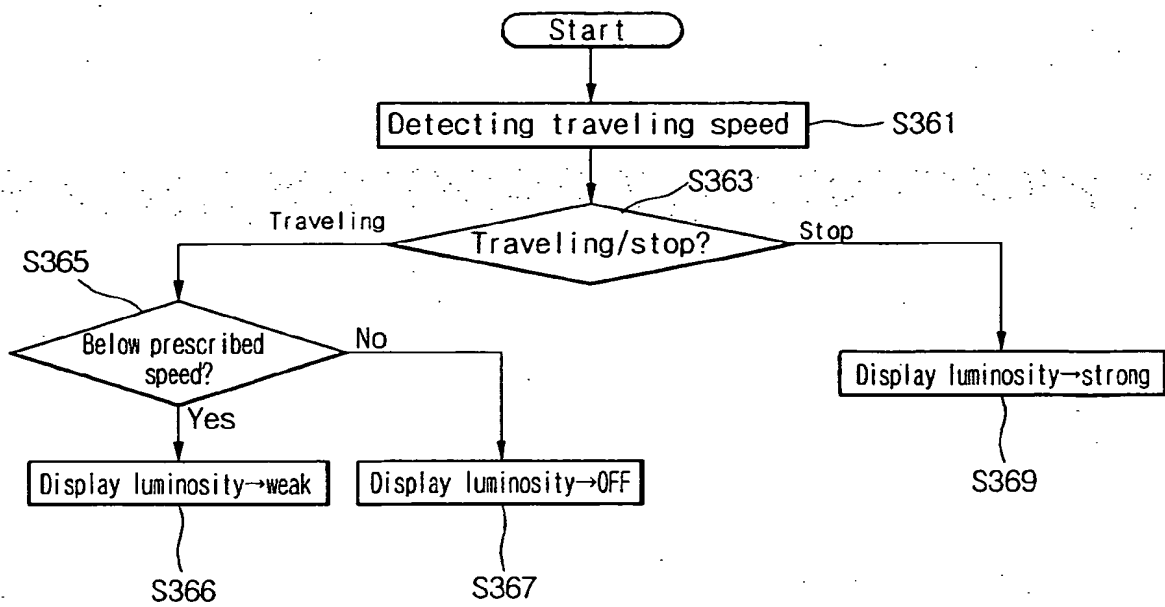 Start
Detecting traveling speed
S361
S363
Traveling
Traveling/stop?
Stop
S365
Below prescribed
speed?
No
Yes
Display luminosity→strong
Display luminosity→weak
Display luminosity→OFF
S369
S366
S367